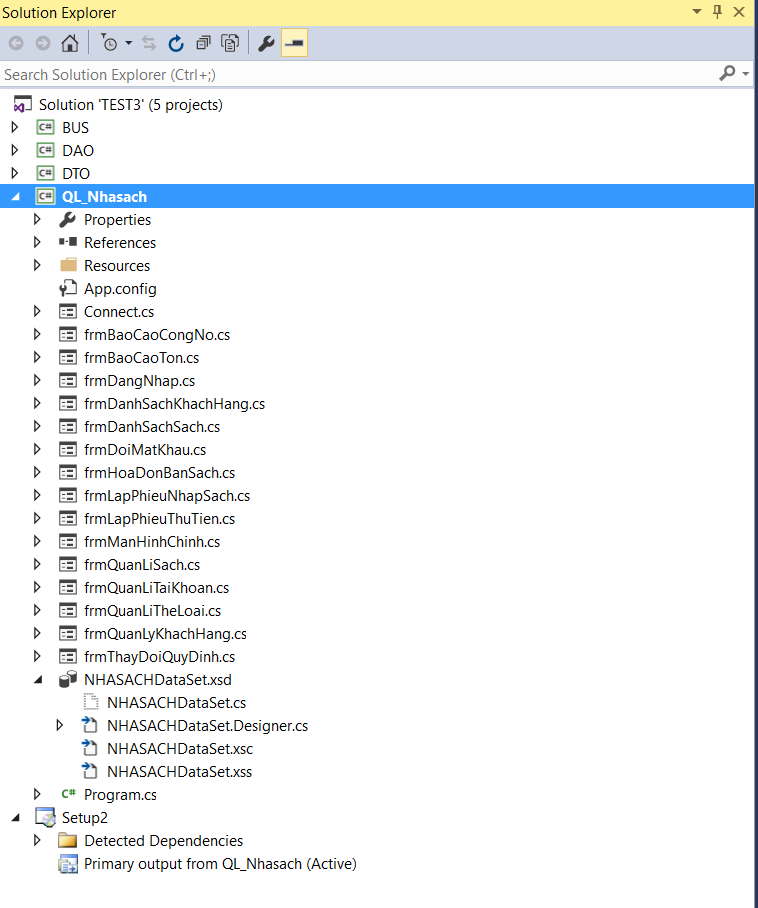 Solution Explorer
Search Solution Explorer (Ctrl+;)
Solution 'TEST3' (5 projects)
C# BUS
C# DAO
C# DTO
C# QL_Nhasach
Properties
References
Resources
App.config
Connect.cs
frmBaoCaoCongNo.cs
frmBaoCaoTon.cs
frmDangNhap.cs
frmDanhSachKhachHang.cs
frmDanhSachSach.cs
frmDoiMatKhau.cs
frmHoaDonBanSach.cs
frmLapPhieuNhapSach.cs
frmLapPhieuThuTien.cs
frmManHinhChinh.cs
frmQuanLiSach.cs
frmQuanLiTaiKhoan.cs
frmQuanLiTheLoai.cs
frmQuanLyKhachHang.cs
frmThayDoiQuyDinh.cs
NHASACHDataSet.xsd
NHASACHDataSet.cs
NHASACHDataSet.Designer.cs
NHASACHDataSet.xsc
NHASACHDataSet.xss
C# Program.cs
Setup2
Detected Dependencies
Primary output from QL_Nhasach (Active)